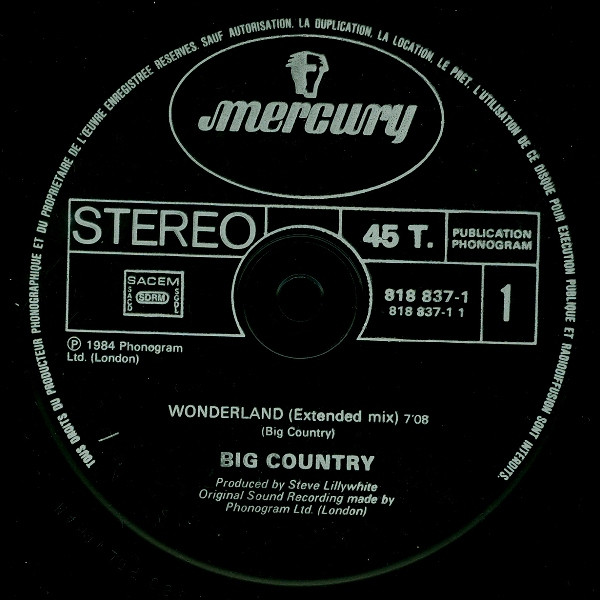 TOUS DROITS DU PRODUCTEUR PHONOGRAPHIQUE ET DU PROPRIETAIRE DE L'ŒUVRE ENREGISTREE RESERVES. SAUF AUTORISATION, LA DUPLICATION, LA LOCATION, LE PRET, L'UTILISATION DE CE DISQUE POUR EXECUTION PUBLIQUE ET RADIODIFFUSION SONT INTERDITS.
mercury
STEREO
45 T.
PUBLICATION
PHONOGRAM
SACEM
SACD
SDRM
SGDL
818 837-1
818 837-1 1
1
℗ 1984 Phonogram
Ltd. (London)
WONDERLAND (Extended mix) 7'08
(Big Country)
BIG COUNTRY
Produced by Steve Lillywhite
Original Sound Recording made by
Phonogram Ltd. (London)